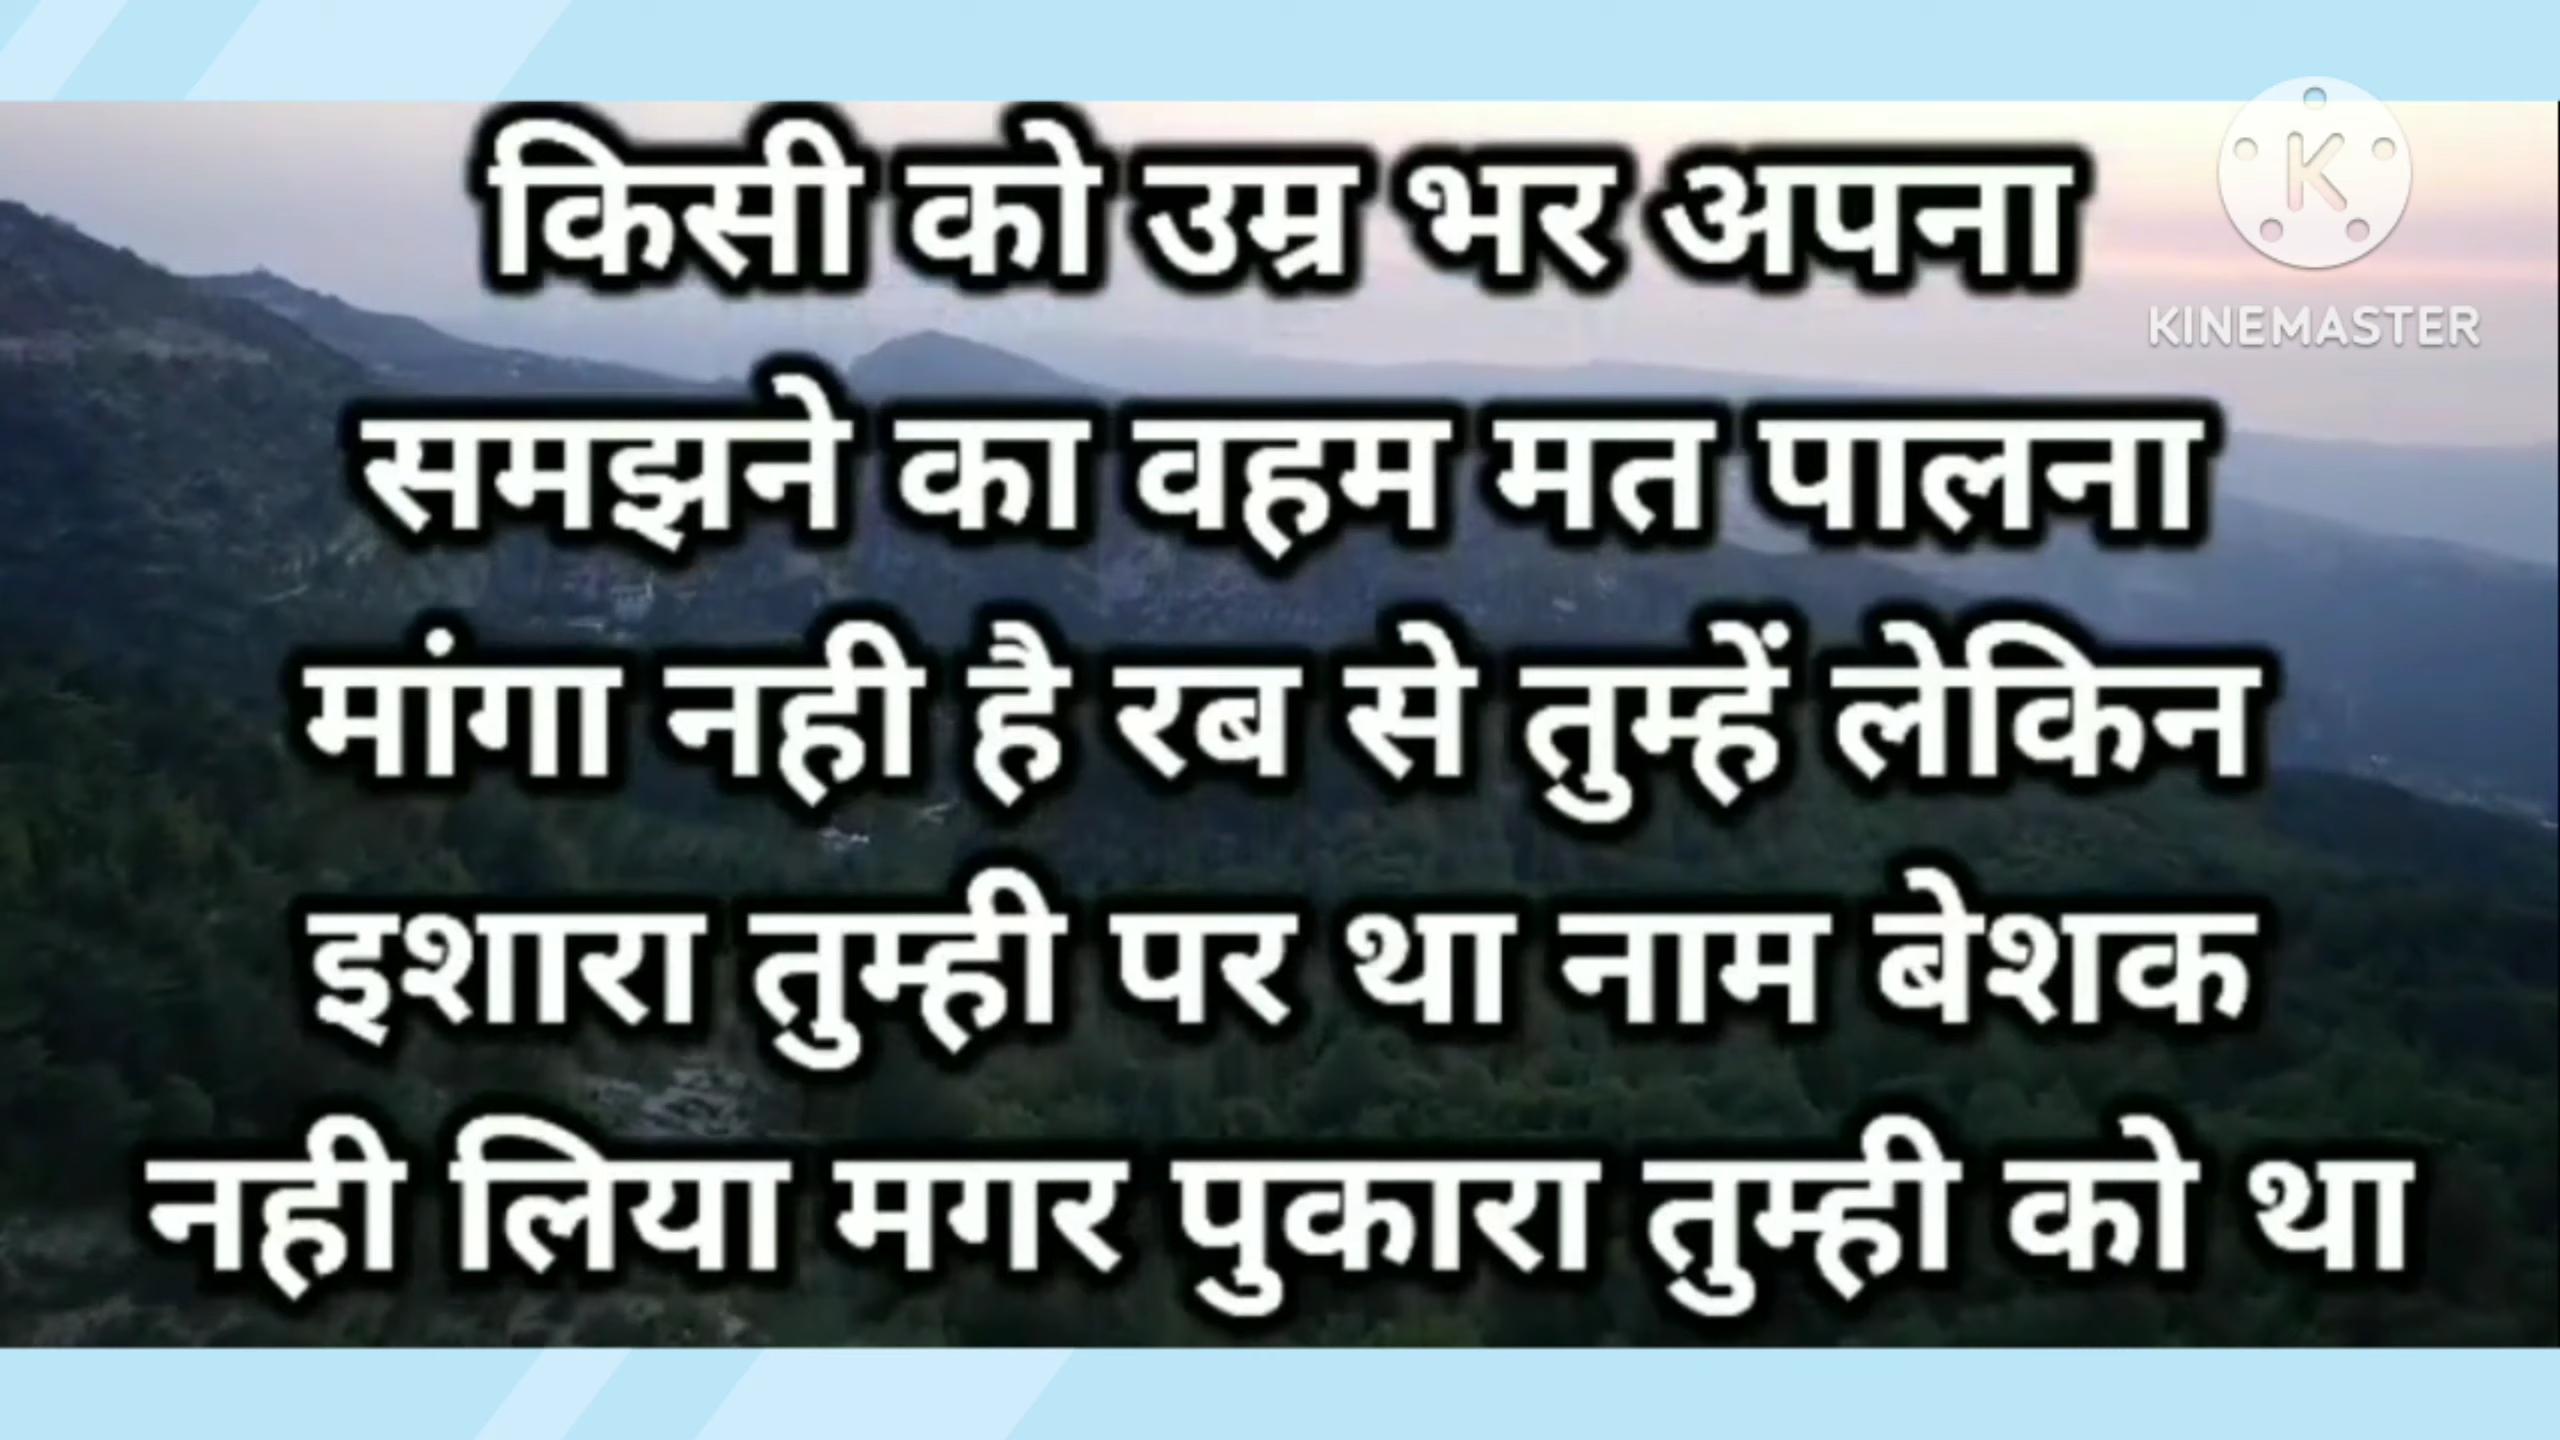 किसी को उम्र भर अपना
समझने का वहम मत पालना
मांगा नही है रब से तुम्हें लेकिन
इशारा तुम्ही पर था नाम बेशक
नही लिया मगर पुकारा तुम्ही को था
K
KINEMASTER